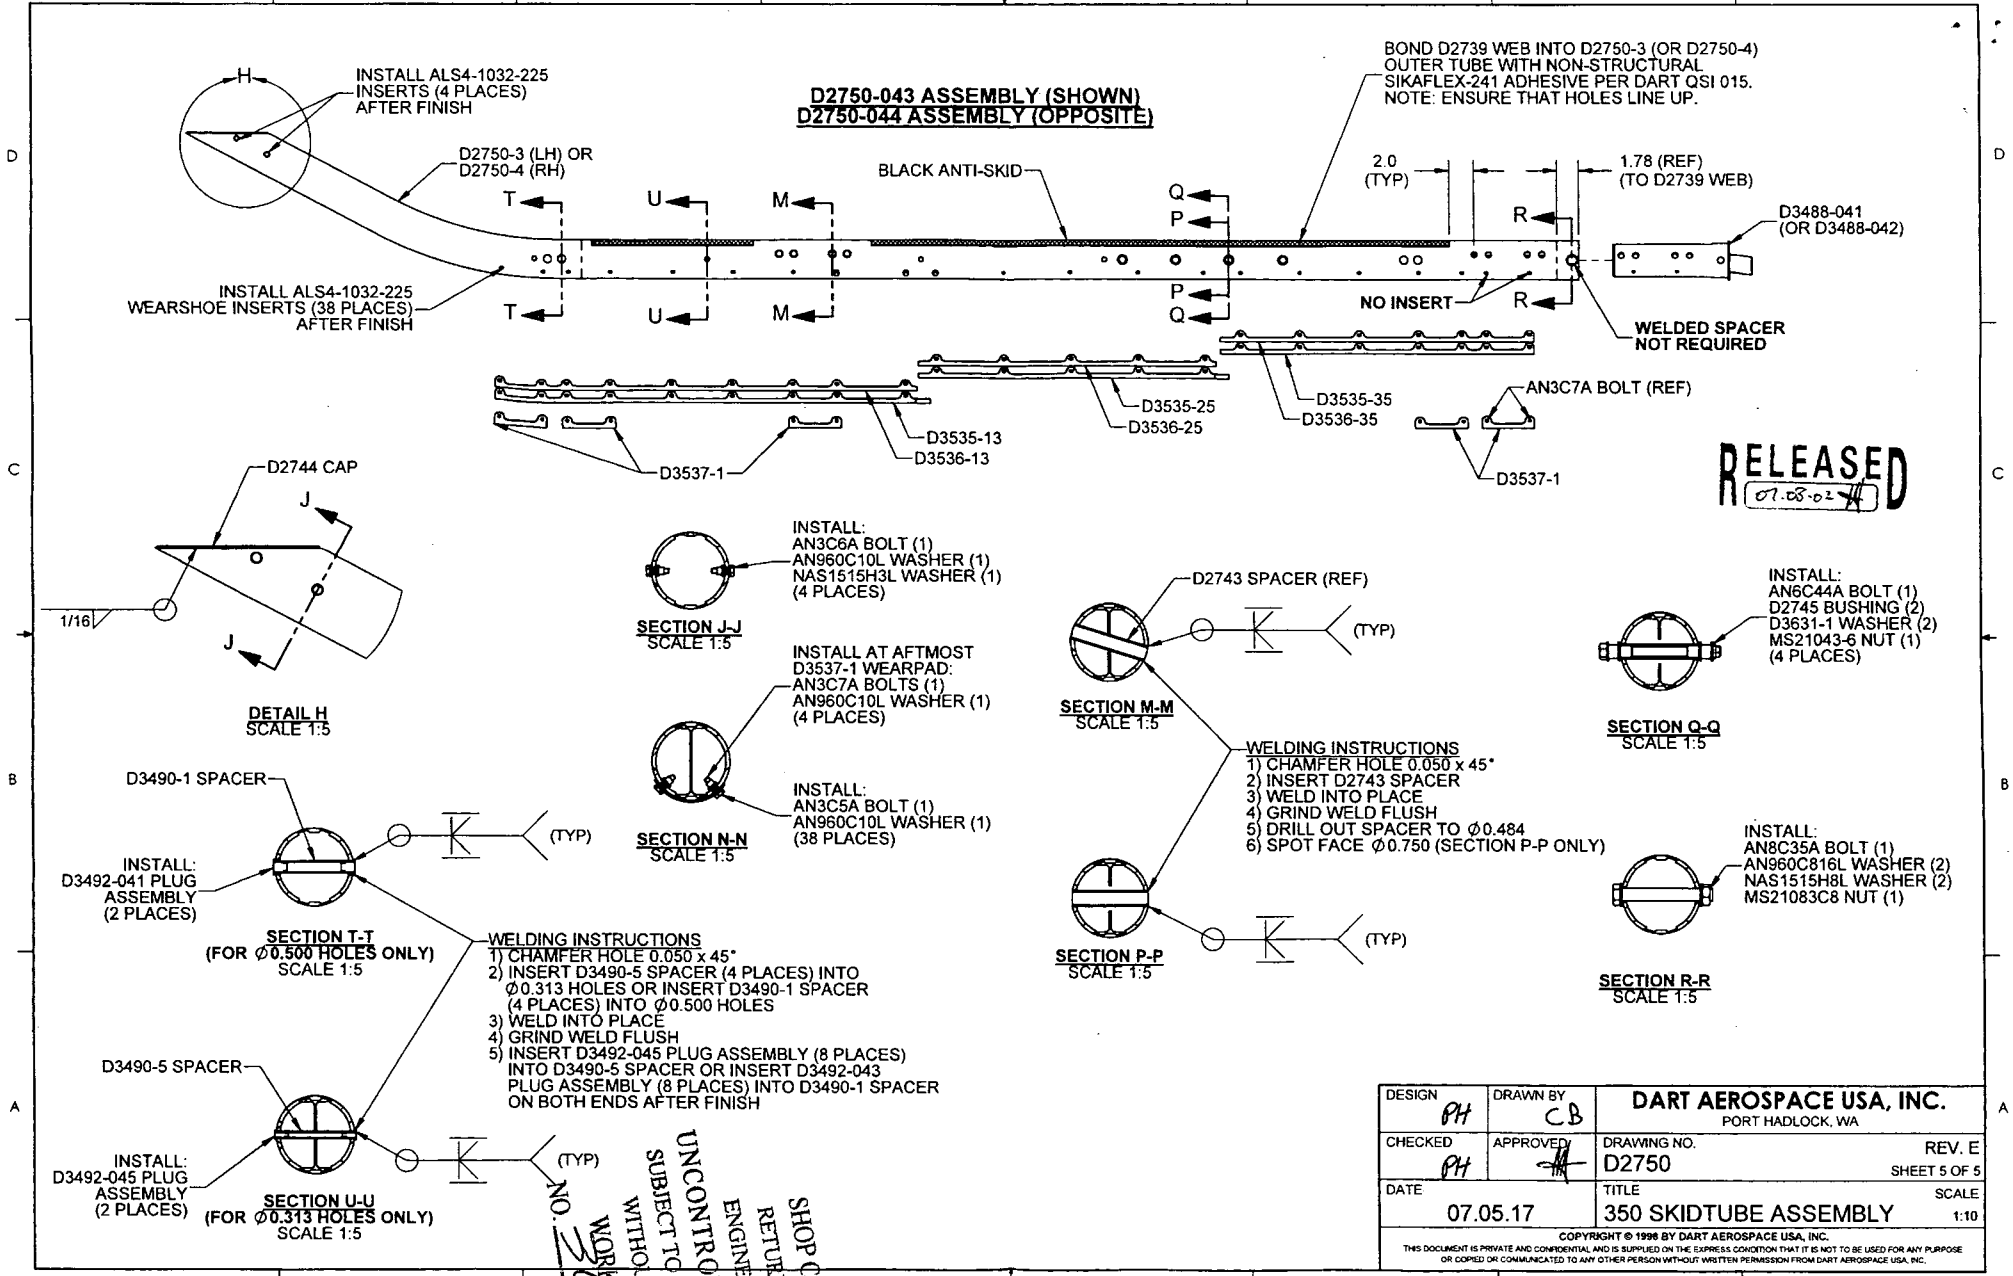 H
INSTALL ALS4-1032-225
INSERTS (4 PLACES)
AFTER FINISH
D2750-3 (LH) OR
D2750-4 (RH)
D2750-043 ASSEMBLY (SHOWN)
D2750-044 ASSEMBLY (OPPOSITE)
BOND D2739 WEB INTO D2750-3 (OR D2750-4)
OUTER TUBE WITH NON-STRUCTURAL
SIKAFLEX-241 ADHESIVE PER DART QSI 015.
NOTE: ENSURE THAT HOLES LINE UP.
BLACK ANTI-SKID
2.0
(TYP)
1.78 (REF)
(TO D2739 WEB)
D3488-041
(OR D3488-042)
D
D
T
U
M
Q
P
R
INSTALL ALS4-1032-225
WEARSHOE INSERTS (38 PLACES)
AFTER FINISH
T
U
M
P
Q
R
NO INSERT
WELDED SPACER
NOT REQUIRED
AN3C7A BOLT (REF)
D3535-35
D3536-35
D3535-25
D3536-25
D3535-13
D3536-13
D3537-1
D3537-1
C
C
RELEASED
07.08.02
D2744 CAP
J
J
1/16
DETAIL H
SCALE 1:5
INSTALL:
AN3C6A BOLT (1)
AN960C10L WASHER (1)
NAS1515H3L WASHER (1)
(4 PLACES)
SECTION J-J
SCALE 1:5
INSTALL AT AFTMOST
D3537-1 WEARPAD:
AN3C7A BOLTS (1)
AN960C10L WASHER (1)
(4 PLACES)
INSTALL:
AN3C5A BOLT (1)
AN960C10L WASHER (1)
(38 PLACES)
SECTION N-N
SCALE 1:5
D2743 SPACER (REF)
(TYP)
SECTION M-M
SCALE 1:5
INSTALL:
AN6C44A BOLT (1)
D2745 BUSHING (2)
D3631-1 WASHER (2)
MS21043-6 NUT (1)
(4 PLACES)
SECTION Q-Q
SCALE 1:5
WELDING INSTRUCTIONS
1) CHAMFER HOLE 0.050 x 45°
2) INSERT D2743 SPACER
3) WELD INTO PLACE
4) GRIND WELD FLUSH
5) DRILL OUT SPACER TO Ø0.484
6) SPOT FACE Ø0.750 (SECTION P-P ONLY)
B
B
D3490-1 SPACER
(TYP)
INSTALL:
D3492-041 PLUG
ASSEMBLY
(2 PLACES)
SECTION T-T
(FOR Ø0.500 HOLES ONLY)
SCALE 1:5
(TYP)
SECTION P-P
SCALE 1:5
INSTALL:
AN8C35A BOLT (1)
AN960C816L WASHER (2)
NAS1515H8L WASHER (2)
MS21083C8 NUT (1)
SECTION R-R
SCALE 1:5
WELDING INSTRUCTIONS
1) CHAMFER HOLE 0.050 x 45°
2) INSERT D3490-5 SPACER (4 PLACES) INTO
Ø0.313 HOLES OR INSERT D3490-1 SPACER
(4 PLACES) INTO Ø0.500 HOLES
3) WELD INTO PLACE
4) GRIND WELD FLUSH
5) INSERT D3492-045 PLUG ASSEMBLY (8 PLACES)
INTO D3490-5 SPACER OR INSERT D3492-043
PLUG ASSEMBLY (8 PLACES) INTO D3490-1 SPACER
ON BOTH ENDS AFTER FINISH
D3490-5 SPACER
(TYP)
INSTALL:
D3492-045 PLUG
ASSEMBLY
(2 PLACES)
SECTION U-U
(FOR Ø0.313 HOLES ONLY)
SCALE 1:5
A
A
SHOP C
RETUR
ENGINE
UNCONTRO
SUBJECT TO
WITHO
WORK
NO.
DESIGN PH
DRAWN BY CB
DART AEROSPACE USA, INC.
PORT HADLOCK, WA
CHECKED PH
APPROVED
DRAWING NO.
D2750
REV. E
SHEET 5 OF 5
DATE
07.05.17
TITLE
350 SKIDTUBE ASSEMBLY
SCALE
1:10
COPYRIGHT © 1998 BY DART AEROSPACE USA, INC.
THIS DOCUMENT IS PRIVATE AND CONFIDENTIAL AND IS SUPPLIED ON THE EXPRESS CONDITION THAT IT IS NOT TO BE USED FOR ANY PURPOSE
OR COPIED OR COMMUNICATED TO ANY OTHER PERSON WITHOUT WRITTEN PERMISSION FROM DART AEROSPACE USA, INC.